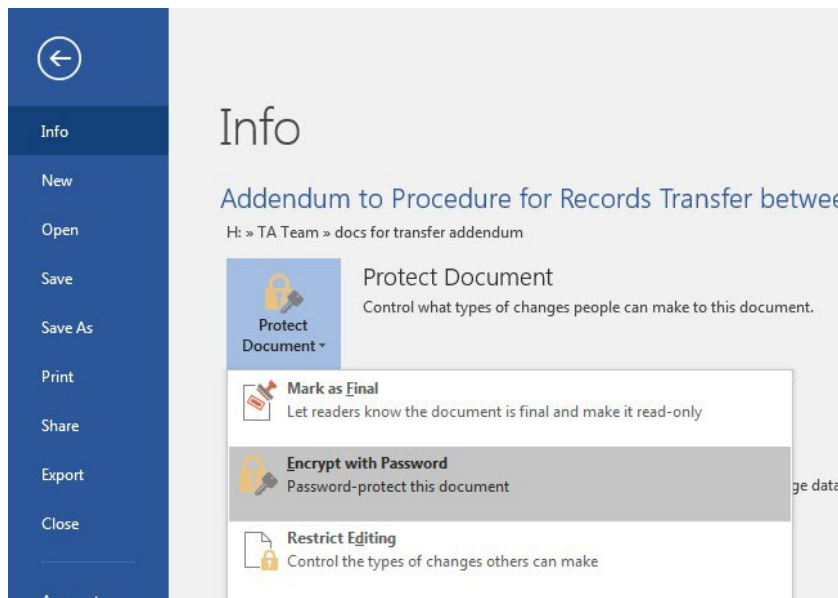 Info
New
Open
Save
Save As
Print
Share
Export
Close
Info
Addendum to Procedure for Records Transfer
H: » TA Team » docs for transfer addendum
Protect Document
Control what types of changes people can make to this document.
Protect
Document
Mark as Final
Let readers know the document is final and make it read-only
Encrypt with Password
Password-protect this document
data
Restrict Editing
Control the types of changes others can make